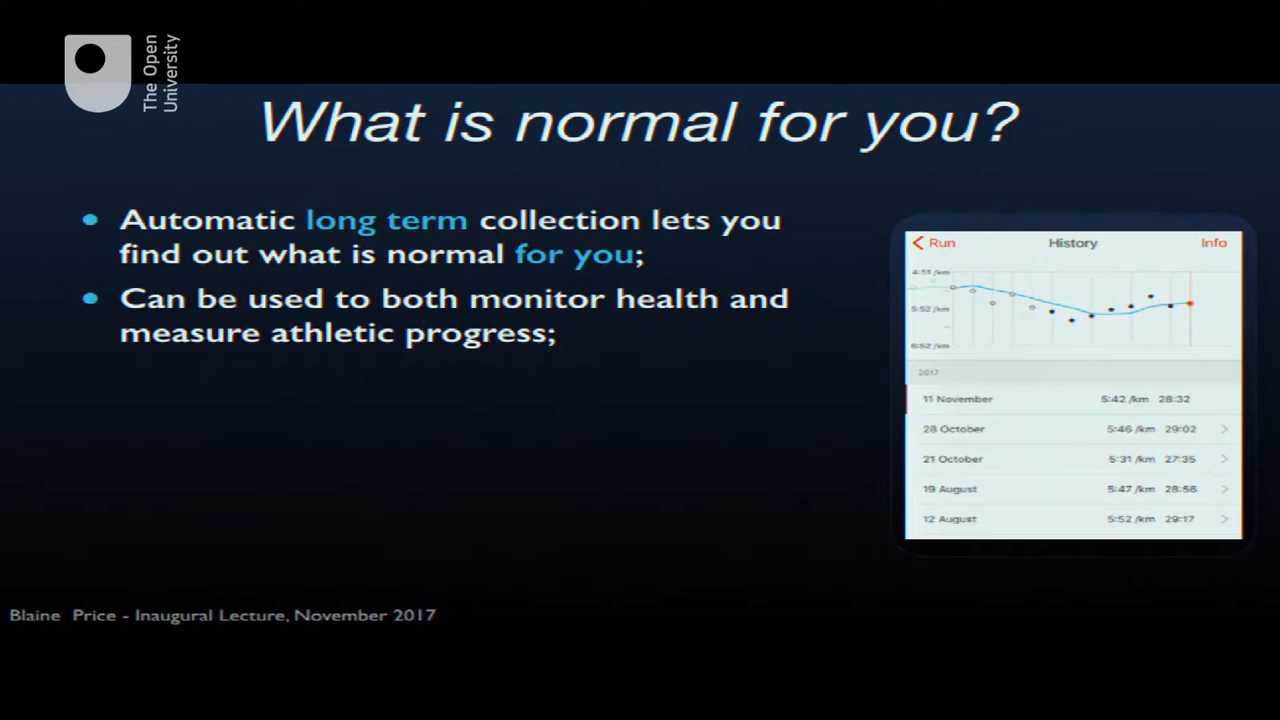 The Open
University
What is normal for you?
Automatic long term collection lets you
find out what is normal for you;
Can be used to both monitor health and
measure athletic progress;
Run History Info
4:51 /km
5:52 /km
6:52 /km
2017
11 November 5:42 /km 28:32
28 October 5:46 /km 29:02
21 October 5:31 /km 27:35
19 August 5:47 /km 28:56
12 August 5:52 /km 29:17
Blaine Price - Inaugural Lecture, November 2017